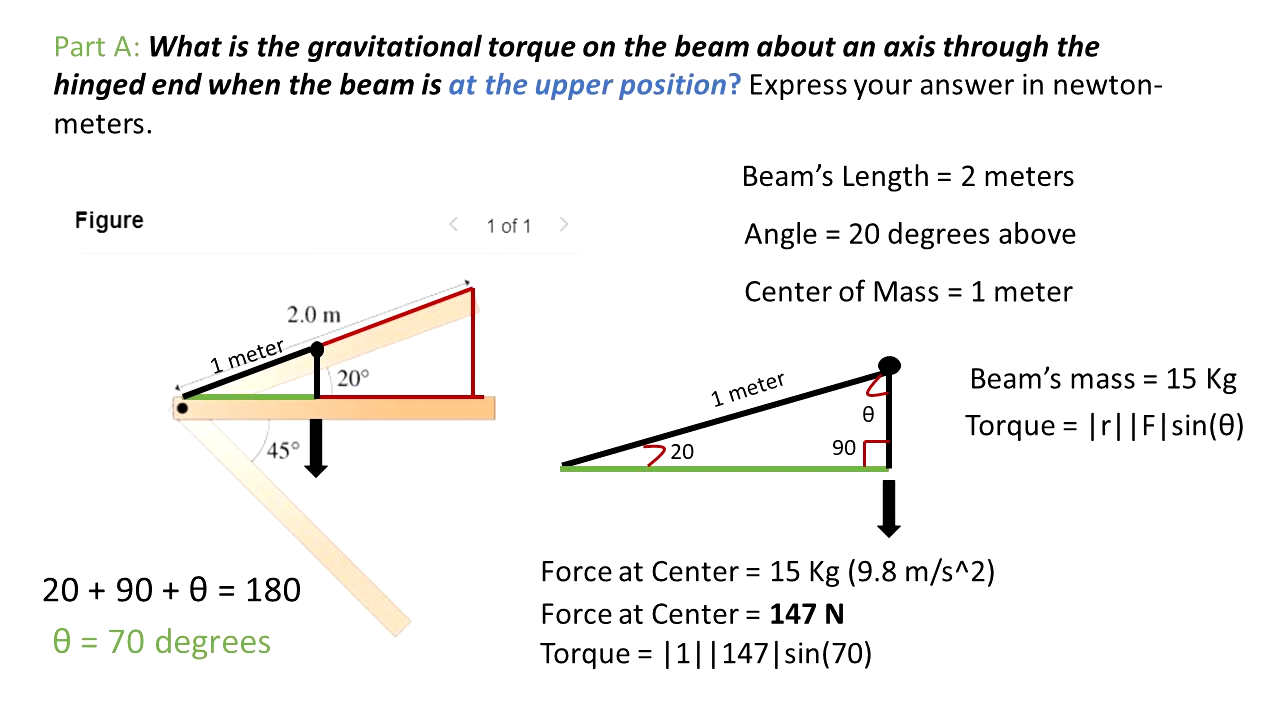 Part A: What is the gravitational torque on the beam about an axis through the
hinged end when the beam is at the upper position? Express your answer in newton-
meters.
Beam’s Length = 2 meters
Figure
1 of 1
Angle = 20 degrees above
Center of Mass = 1 meter
2.0 m
1 meter
20°
45°
1 meter
θ
20
90
Beam’s mass = 15 Kg
Torque = |r||F|sin(θ)
20 + 90 + θ = 180
θ = 70 degrees
Force at Center = 15 Kg (9.8 m/s^2)
Force at Center = 147 N
Torque = |1||147|sin(70)